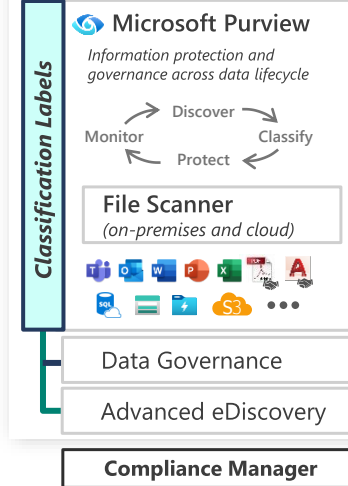 Classification Labels
Microsoft Purview
Information protection and
governance across data lifecycle
Discover
Monitor
Classify
Protect
File Scanner
(on-premises and cloud)
PDF
SQL
S3
Data Governance
Advanced eDiscovery
Compliance Manager